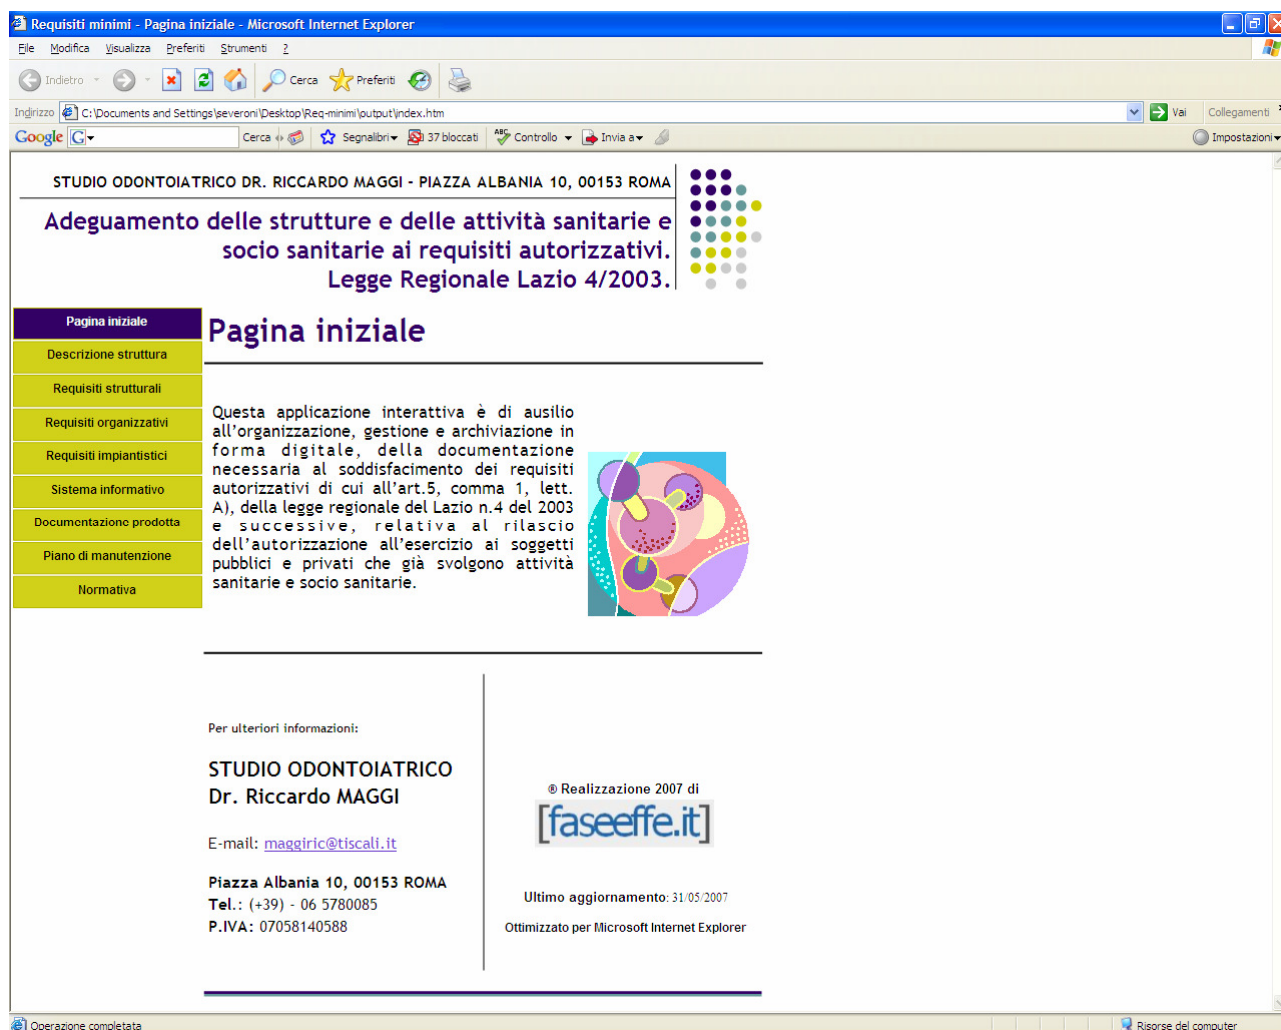 Requisiti minimi - Pagina iniziale - Microsoft Internet Explorer
File Modifica Visualizza Preferiti Strumenti ?
Indietro Cerca Preferiti
Indirizzo C:\Documents and Settings\severoni\Desktop\Req-minimi\output\index.htm Vai Collegamenti
Google G Cerca Segnalibri 37 bloccati ABC Controllo Invia a Impostazioni
STUDIO ODONTOIATRICO DR. RICCARDO MAGGI - PIAZZA ALBANIA 10, 00153 ROMA
Adeguamento delle strutture e delle attività sanitarie e
socio sanitarie ai requisiti autorizzativi.
Legge Regionale Lazio 4/2003.
Pagina iniziale
Descrizione struttura
Requisiti strutturali
Requisiti organizzativi
Requisiti impiantistici
Sistema informativo
Documentazione prodotta
Piano di manutenzione
Normativa
Pagina iniziale
Questa applicazione interattiva è di ausilio
all'organizzazione, gestione e archiviazione in
forma digitale, della documentazione
necessaria al soddisfacimento dei requisiti
autorizzativi di cui all'art.5, comma 1, lett.
A), della legge regionale del Lazio n.4 del 2003
e successive, relativa al rilascio
dell'autorizzazione all'esercizio ai soggetti
pubblici e privati che già svolgono attività
sanitarie e socio sanitarie.
Per ulteriori informazioni:
STUDIO ODONTOIATRICO
Dr. Riccardo MAGGI
E-mail: maggiric@tiscali.it
Piazza Albania 10, 00153 ROMA
Tel.: (+39) - 06 5780085
P.IVA: 07058140588
® Realizzazione 2007 di
[faseeffe.it]
Ultimo aggiornamento: 31/05/2007
Ottimizzato per Microsoft Internet Explorer
Operazione completata Risorse del computer